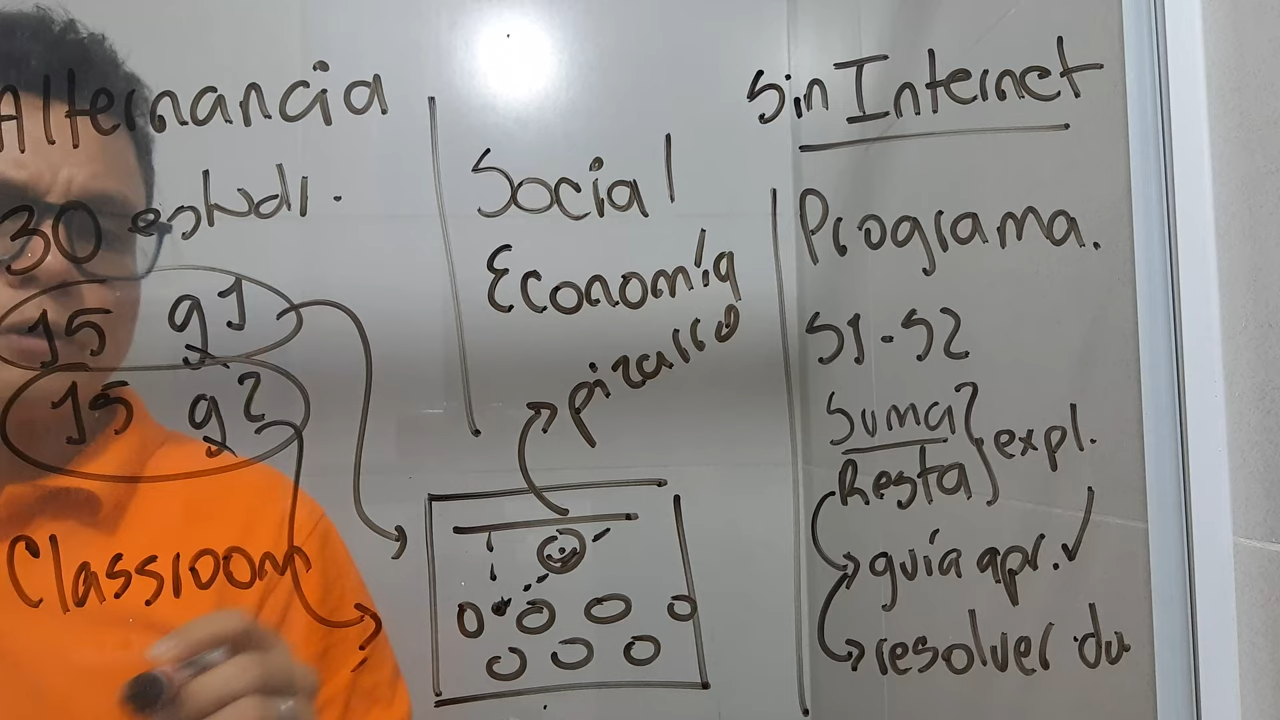 Alternancia
30 estudi.
15 g1
15 g2
Classroom
Social
Economía
pizarra
Sin Internet
Programa.
S1-S2
Suma
Resta
expl.
guía apr. ✓
resolver du